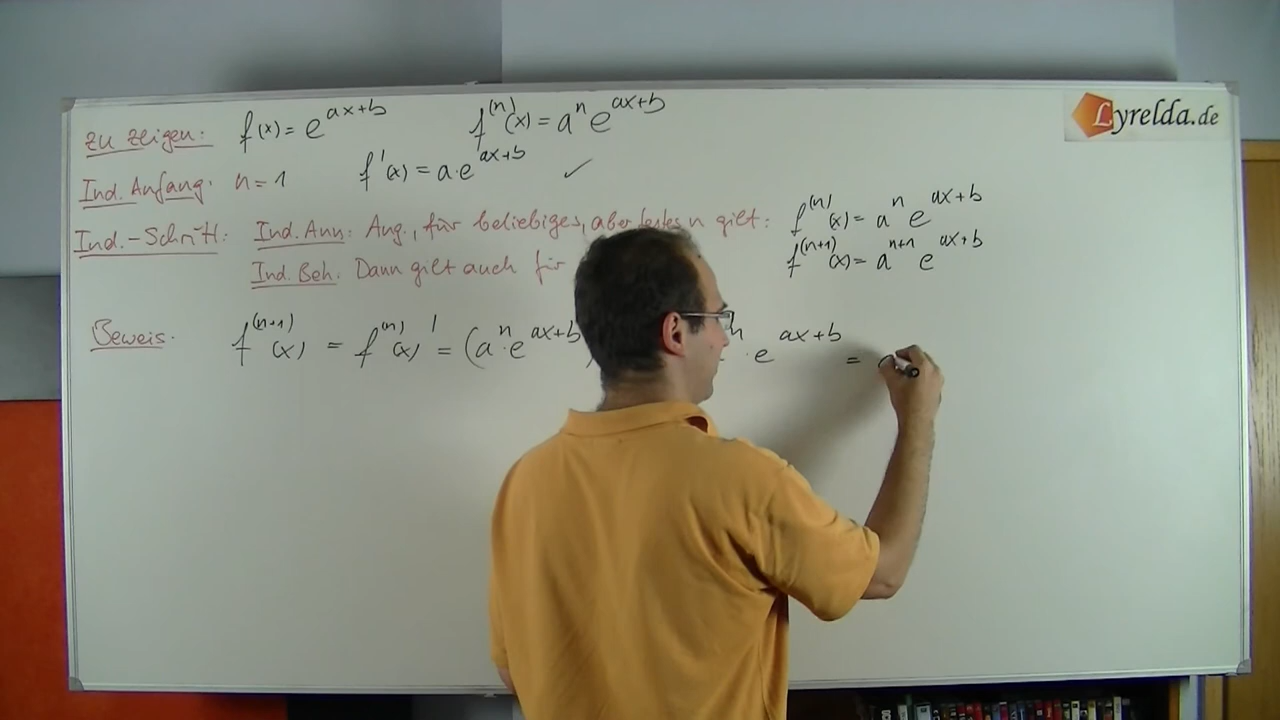 Lyrelda.de
Zu zeigen: f(x) = e^{ax+b} f^{(n)}(x) = a^n e^{ax+b}
Ind. Anfang: n = 1 f'(x) = a·e^{ax+b} ✓
Ind.-Schritt: Ind. Ann: Ang., für beliebiges, aber festes n gilt: f^{(n)}(x) = a^n e^{ax+b}
Ind. Beh: Dann gilt auch für f^{(n+1)}(x) = a^{n+1} e^{ax+b}
Beweis: f^{(n+1)}(x) = f^{(n)}(x)' = (a^n·e^{ax+b} · e^{ax+b} =